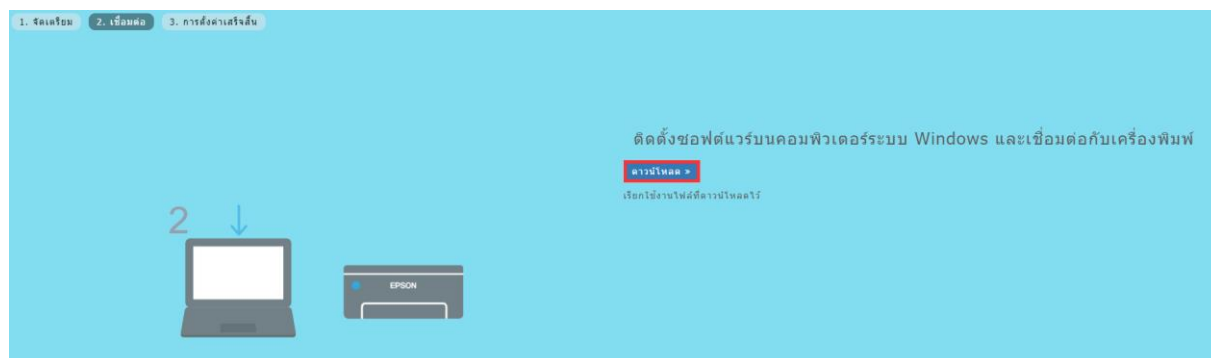 1. จัดเตรียม 2. เชื่อมต่อ 3. การตั้งค่าเสร็จสิ้น
ติดตั้งซอฟต์แวร์บนคอมพิวเตอร์ระบบ Windows และเชื่อมต่อกับเครื่องพิมพ์
ดาวน์โหลด »
เรียกใช้งานไฟล์ที่ดาวน์โหลดไว้
2
EPSON